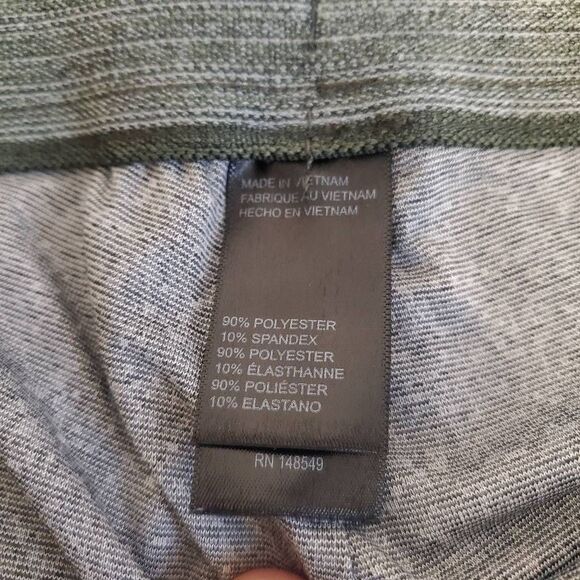 MADE IN VIETNAM
FABRIQUE AU VIETNAM
HECHO EN VIETNAM
90% POLYESTER
10% SPANDEX
90% POLYESTER
10% ÉLASTHANNE
90% POLIÉSTER
10% ELASTANO
RN 148549